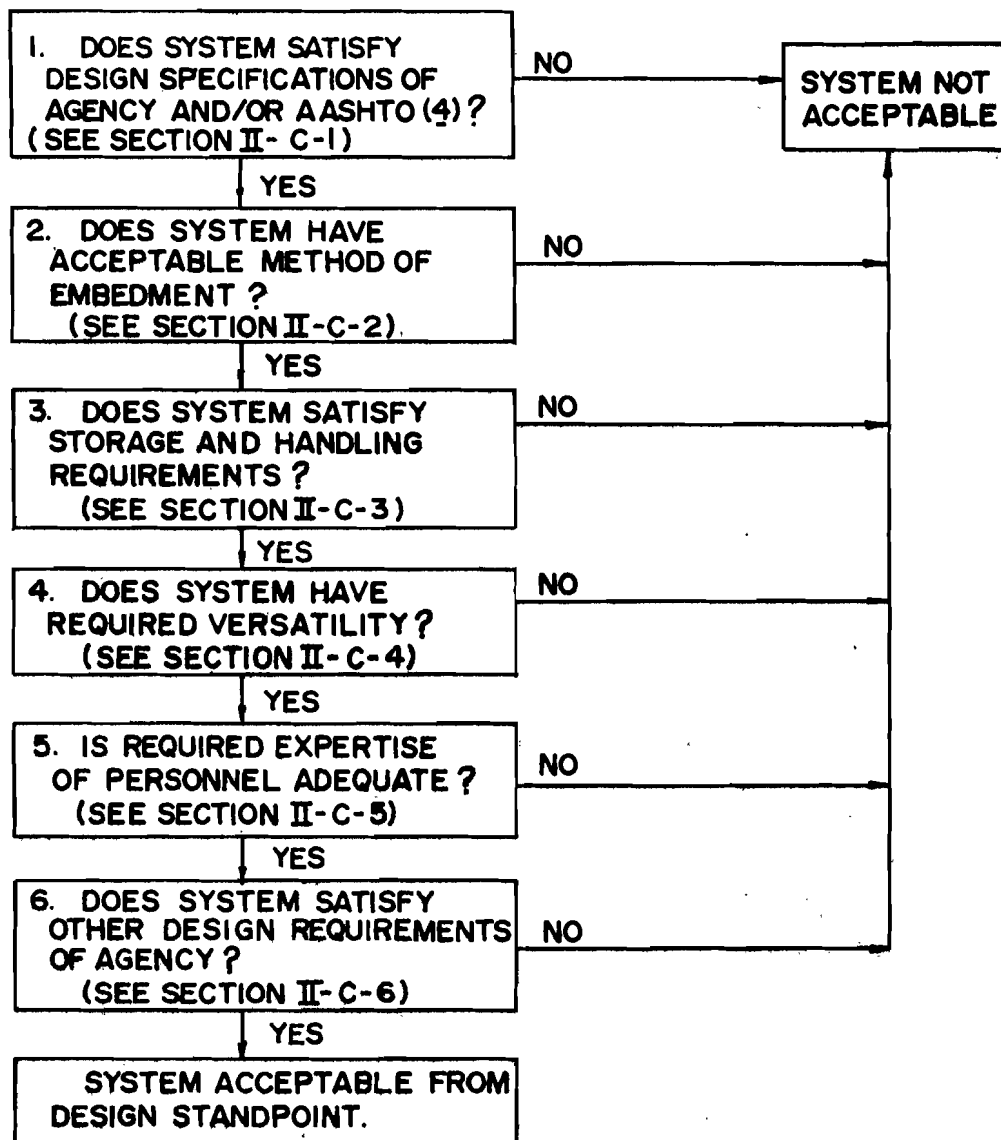 1. DOES SYSTEM SATISFY
DESIGN SPECIFICATIONS OF
AGENCY AND/OR AASHTO (4)?
(SEE SECTION II-C-1)
NO
SYSTEM NOT
ACCEPTABLE
YES
2. DOES SYSTEM HAVE
ACCEPTABLE METHOD OF
EMBEDMENT?
(SEE SECTION II-C-2).
NO
YES
3. DOES SYSTEM SATISFY
STORAGE AND HANDLING
REQUIREMENTS?
(SEE SECTION II-C-3)
NO
YES
4. DOES SYSTEM HAVE
REQUIRED VERSATILITY?
(SEE SECTION II-C-4)
NO
YES
5. IS REQUIRED EXPERTISE
OF PERSONNEL ADEQUATE?
(SEE SECTION II-C-5)
NO
YES
6. DOES SYSTEM SATISFY
OTHER DESIGN REQUIREMENTS
OF AGENCY?
(SEE SECTION II-C-6)
NO
YES
SYSTEM ACCEPTABLE FROM
DESIGN STANDPOINT.